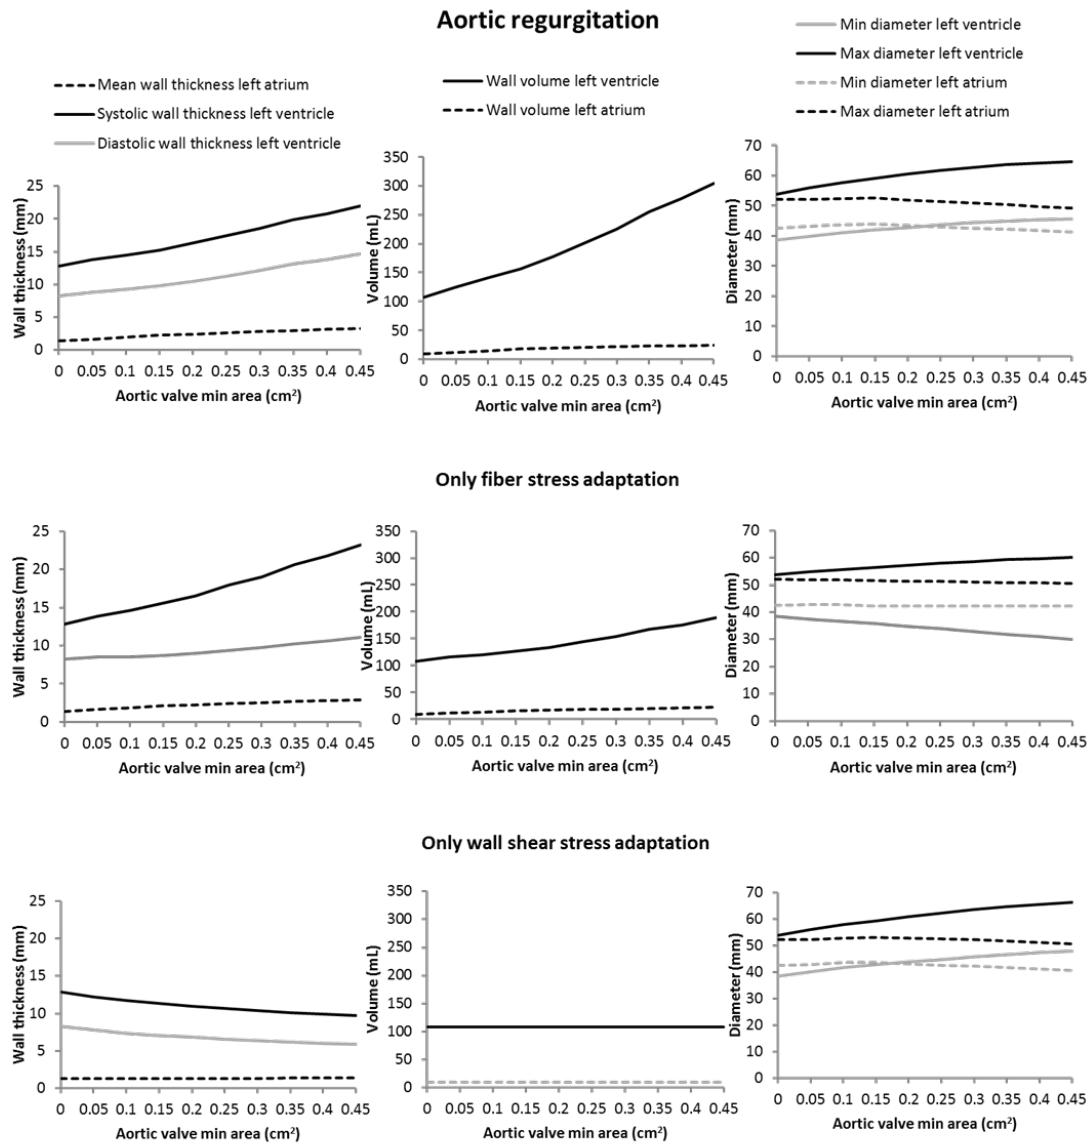 Aortic regurgitation
Mean wall thickness left atrium
Systolic wall thickness left ventricle
Diastolic wall thickness left ventricle
Wall volume left ventricle
Wall volume left atrium
Min diameter left ventricle
Max diameter left ventricle
Min diameter left atrium
Max diameter left atrium
Wall thickness (mm)
25
20
15
10
5
0
0 0.05 0.1 0.15 0.2 0.25 0.3 0.35 0.4 0.45
Aortic valve min area (cm²)
Volume (mL)
350
300
250
200
150
100
50
0
0 0.05 0.1 0.15 0.2 0.25 0.3 0.35 0.4 0.45
Aortic valve min area (cm²)
Diameter (mm)
70
60
50
40
30
20
10
0
0 0.05 0.1 0.15 0.2 0.25 0.3 0.35 0.4 0.45
Aortic valve min area (cm²)
Only fiber stress adaptation
Wall thickness (mm)
25
20
15
10
5
0
0 0.05 0.1 0.15 0.2 0.25 0.3 0.35 0.4 0.45
Aortic valve min area (cm²)
Volume (mL)
350
300
250
200
150
100
50
0
0 0.05 0.1 0.15 0.2 0.25 0.3 0.35 0.4 0.45
Aortic valve min area (cm²)
Diameter (mm)
70
60
50
40
30
20
10
0
0 0.05 0.1 0.15 0.2 0.25 0.3 0.35 0.4 0.45
Aortic valve min area (cm²)
Only wall shear stress adaptation
Wall thickness (mm)
25
20
15
10
5
0
0 0.05 0.1 0.15 0.2 0.25 0.3 0.35 0.4 0.45
Aortic valve min area (cm²)
Volume (mL)
350
300
250
200
150
100
50
0
0 0.05 0.1 0.15 0.2 0.25 0.3 0.35 0.4 0.45
Aortic valve min area (cm²)
Diameter (mm)
70
60
50
40
30
20
10
0
0 0.05 0.1 0.15 0.2 0.25 0.3 0.35 0.4 0.45
Aortic valve min area (cm²)